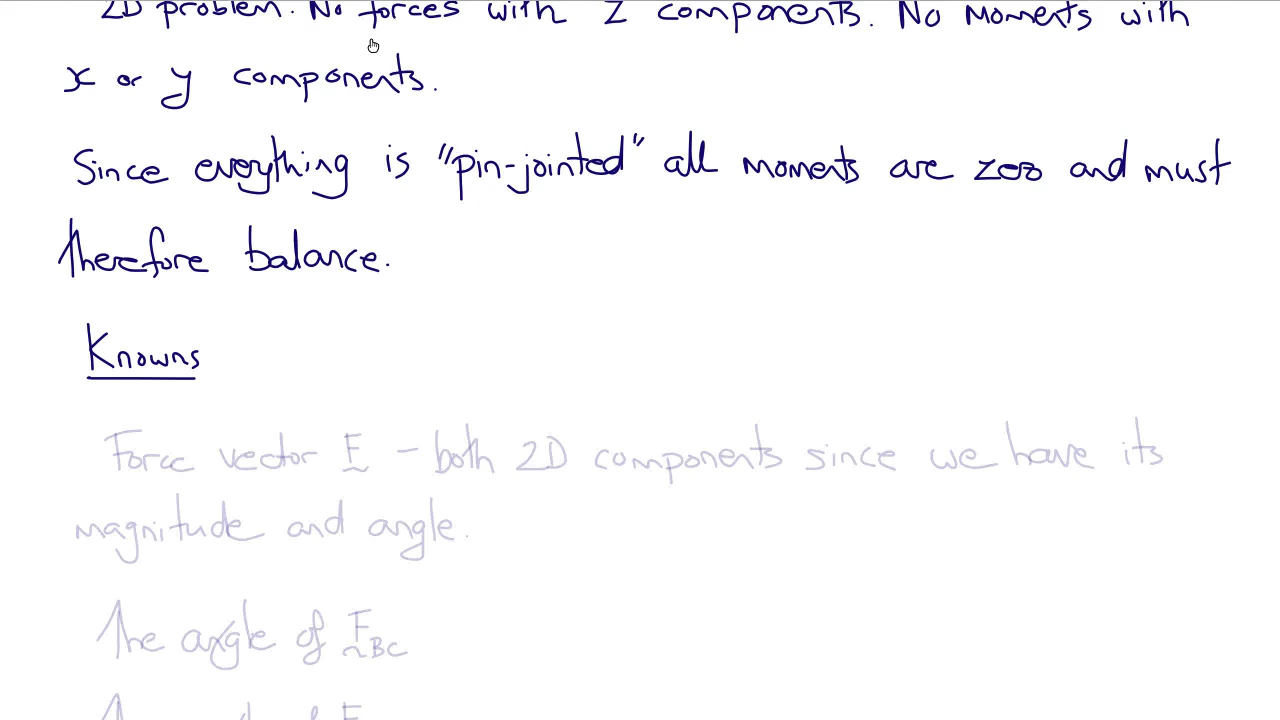 2D problem. No forces with Z components. No Moments with
x or y components.
Since everything is "pin-jointed" all moments are zero and must
therefore balance.
Knowns
Force vector F - both 2D components since we have its
magnitude and angle.
The angle of F BC